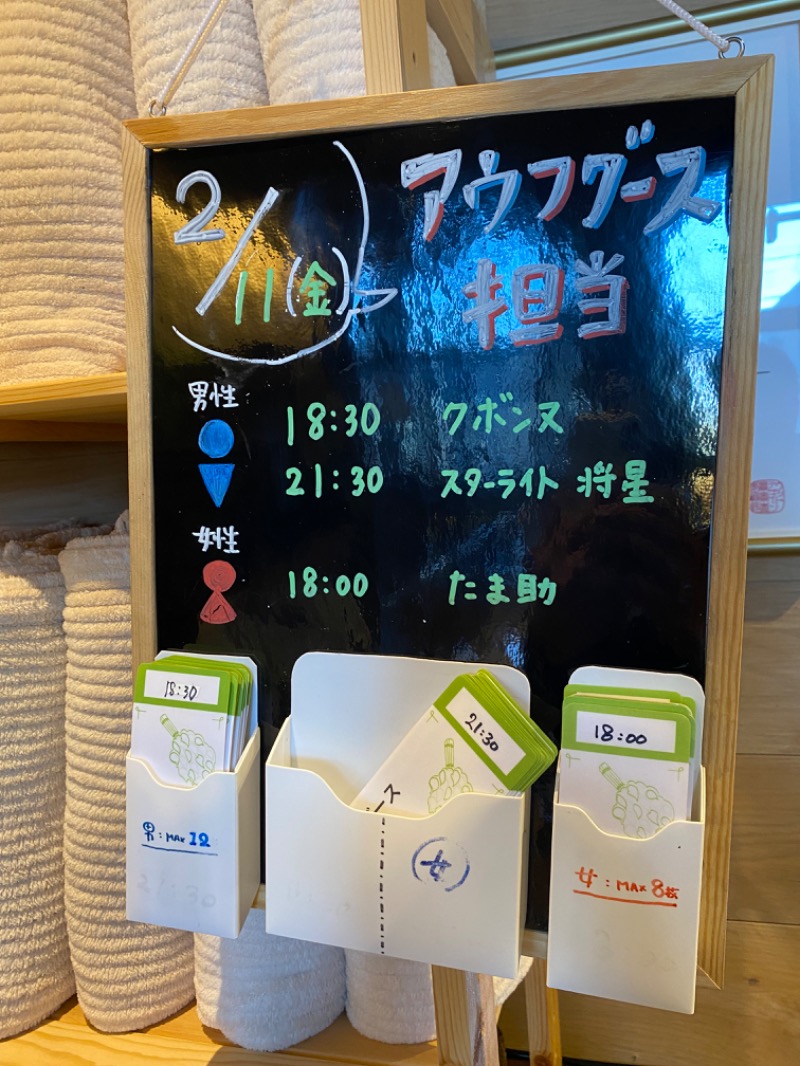 2/11(金)
アウフグース
担当
男性
18:30 クボンヌ
21:30 スターライト 将星
女性
18:00 たま助
18:30
21:30
18:00
男:MAX 12
女
女:MAX 8枚